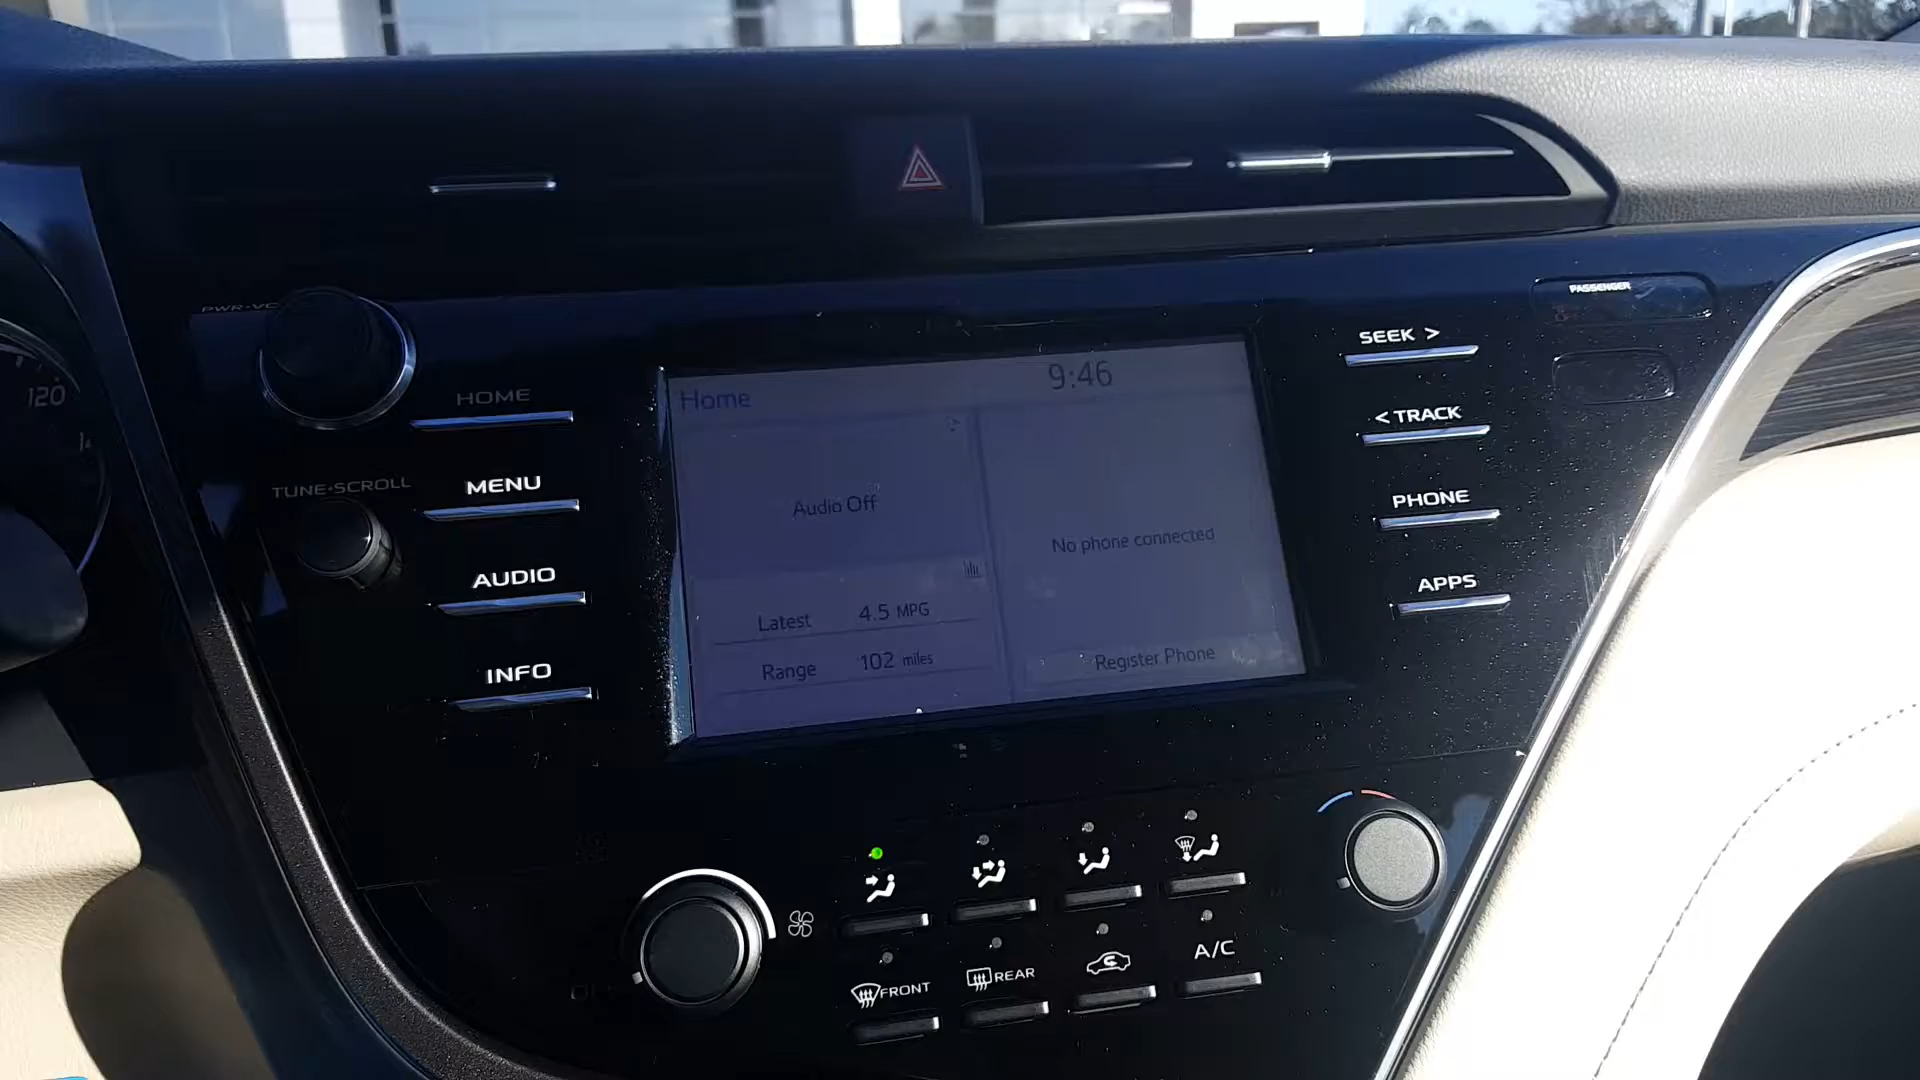 PASSENGER
PWR•VOL
120
HOME
MENU
TUNE•SCROLL
AUDIO
INFO
Home
9:46
Audio Off
No phone connected
Latest 4.5 MPG
Range 102 miles
Register Phone
SEEK >
< TRACK
PHONE
APPS
FRONT
REAR
A/C